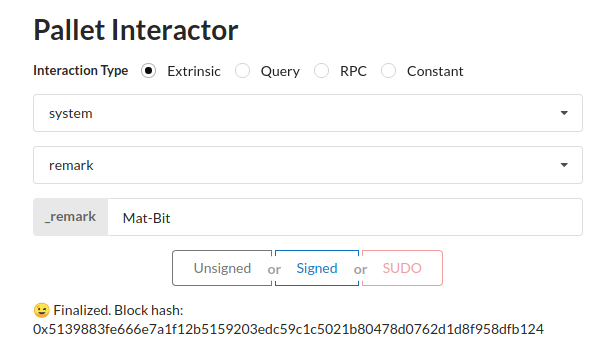 Pallet Interactor
Interaction Type Extrinsic Query RPC Constant
system
remark
_remark Mat-Bit
Unsigned or Signed or SUDO
😉 Finalized. Block hash:
0x5139883fe666e7a1f12b5159203edc59c1c5021b80478d0762d1d8f958dfb124